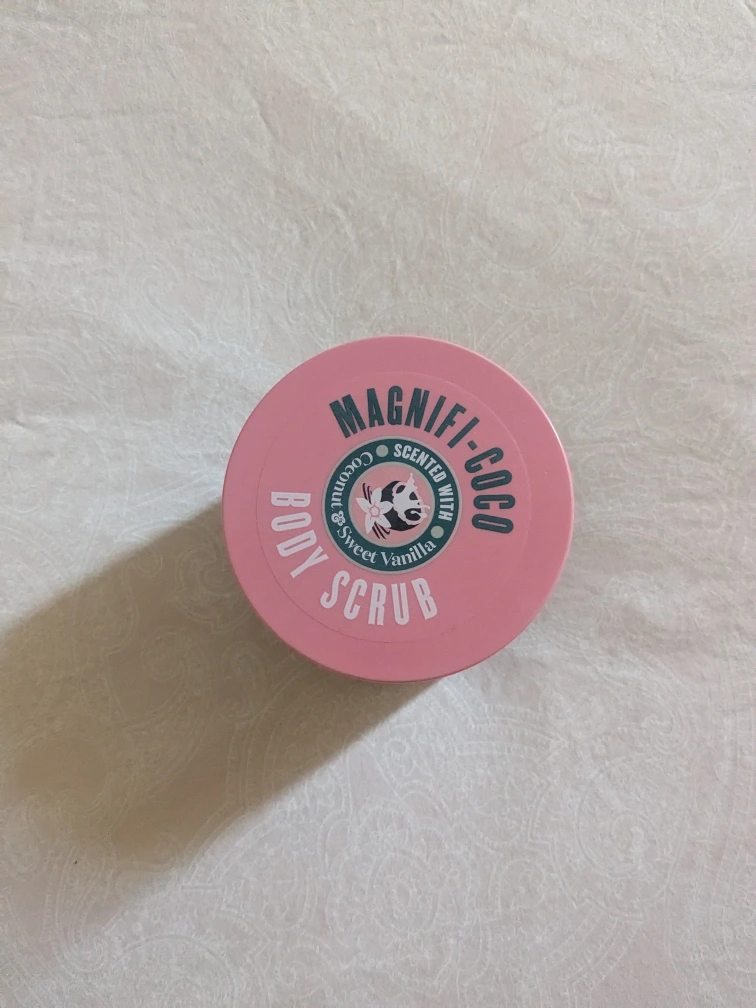 MAGNIFI-COCO
SCENTED WITH
Coconut & Sweet Vanilla
BODY SCRUB